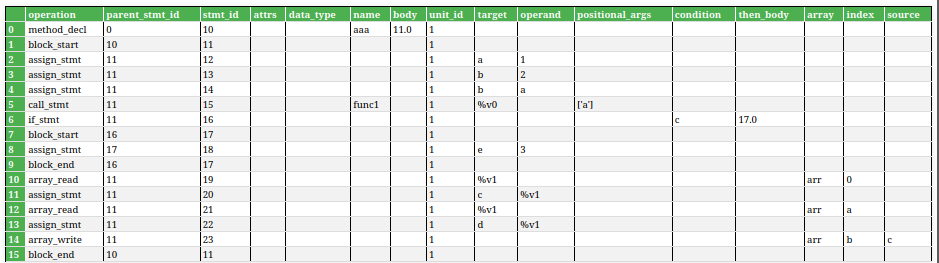 operation parent_stmt_id stmt_id attrs data_type name body unit_id target operand positional_args condition then_body array index source
0 method_decl 0 10 aaa 11.0 1
1 block_start 10 11 1
2 assign_stmt 11 12 1 a 1
3 assign_stmt 11 13 1 b 2
4 assign_stmt 11 14 1 b a
5 call_stmt 11 15 func1 1 %v0 ['a']
6 if_stmt 11 16 1 c 17.0
7 block_start 16 17 1
8 assign_stmt 17 18 1 e 3
9 block_end 16 17 1
10 array_read 11 19 1 %v1 arr 0
11 assign_stmt 11 20 1 c %v1
12 array_read 11 21 1 %v1 arr a
13 assign_stmt 11 22 1 d %v1
14 array_write 11 23 1 arr b c
15 block_end 10 11 1